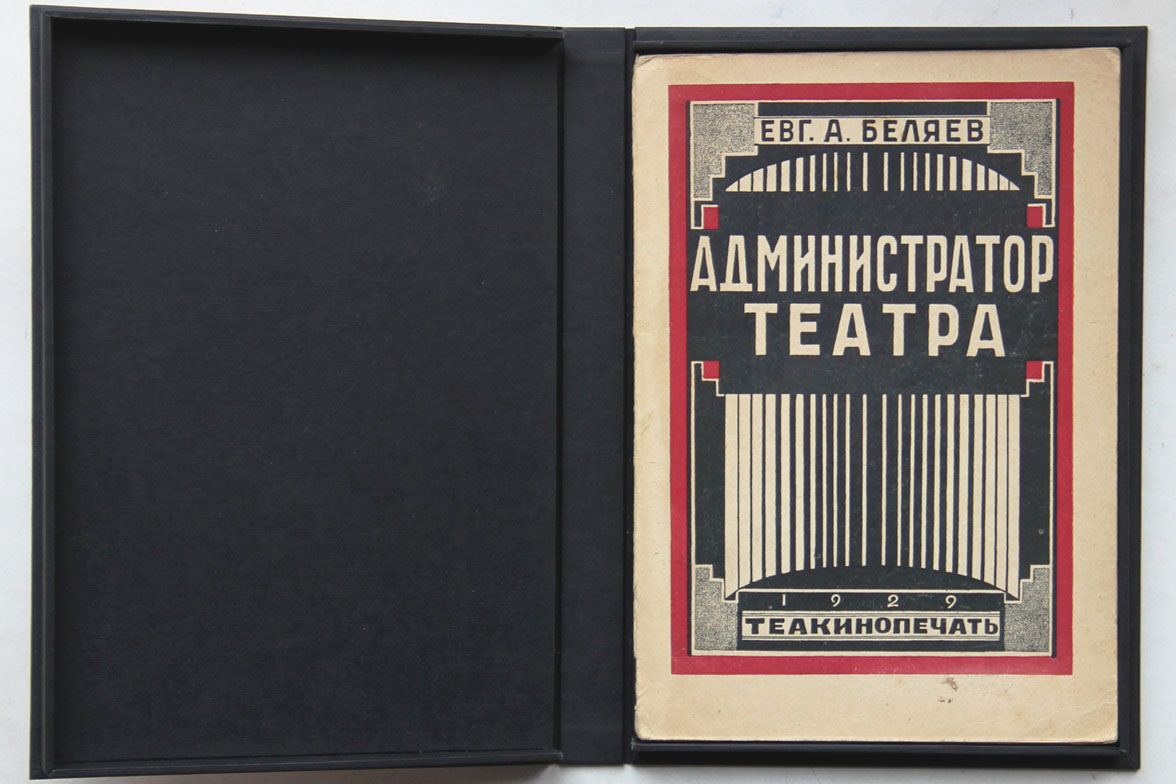 ЕВГ. А. БЕЛЯЕВ
АДМИНИСТРАТОР
ТЕАТРА
1929
ТЕАКИНОПЕЧАТЬ